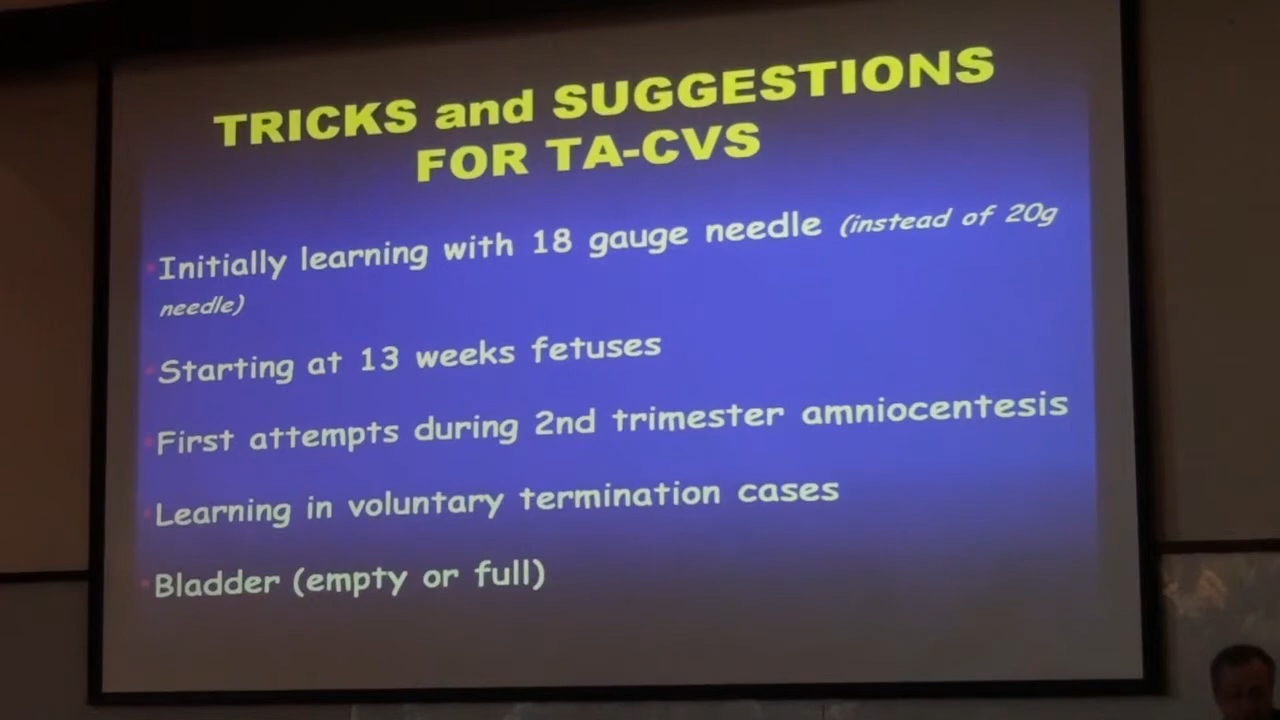 TRICKS and SUGGESTIONS
FOR TA-CVS
Initially learning with 18 gauge needle (instead of 20g
needle)
Starting at 13 weeks fetuses
First attempts during 2nd trimester amniocentesis
Learning in voluntary termination cases
Bladder (empty or full)